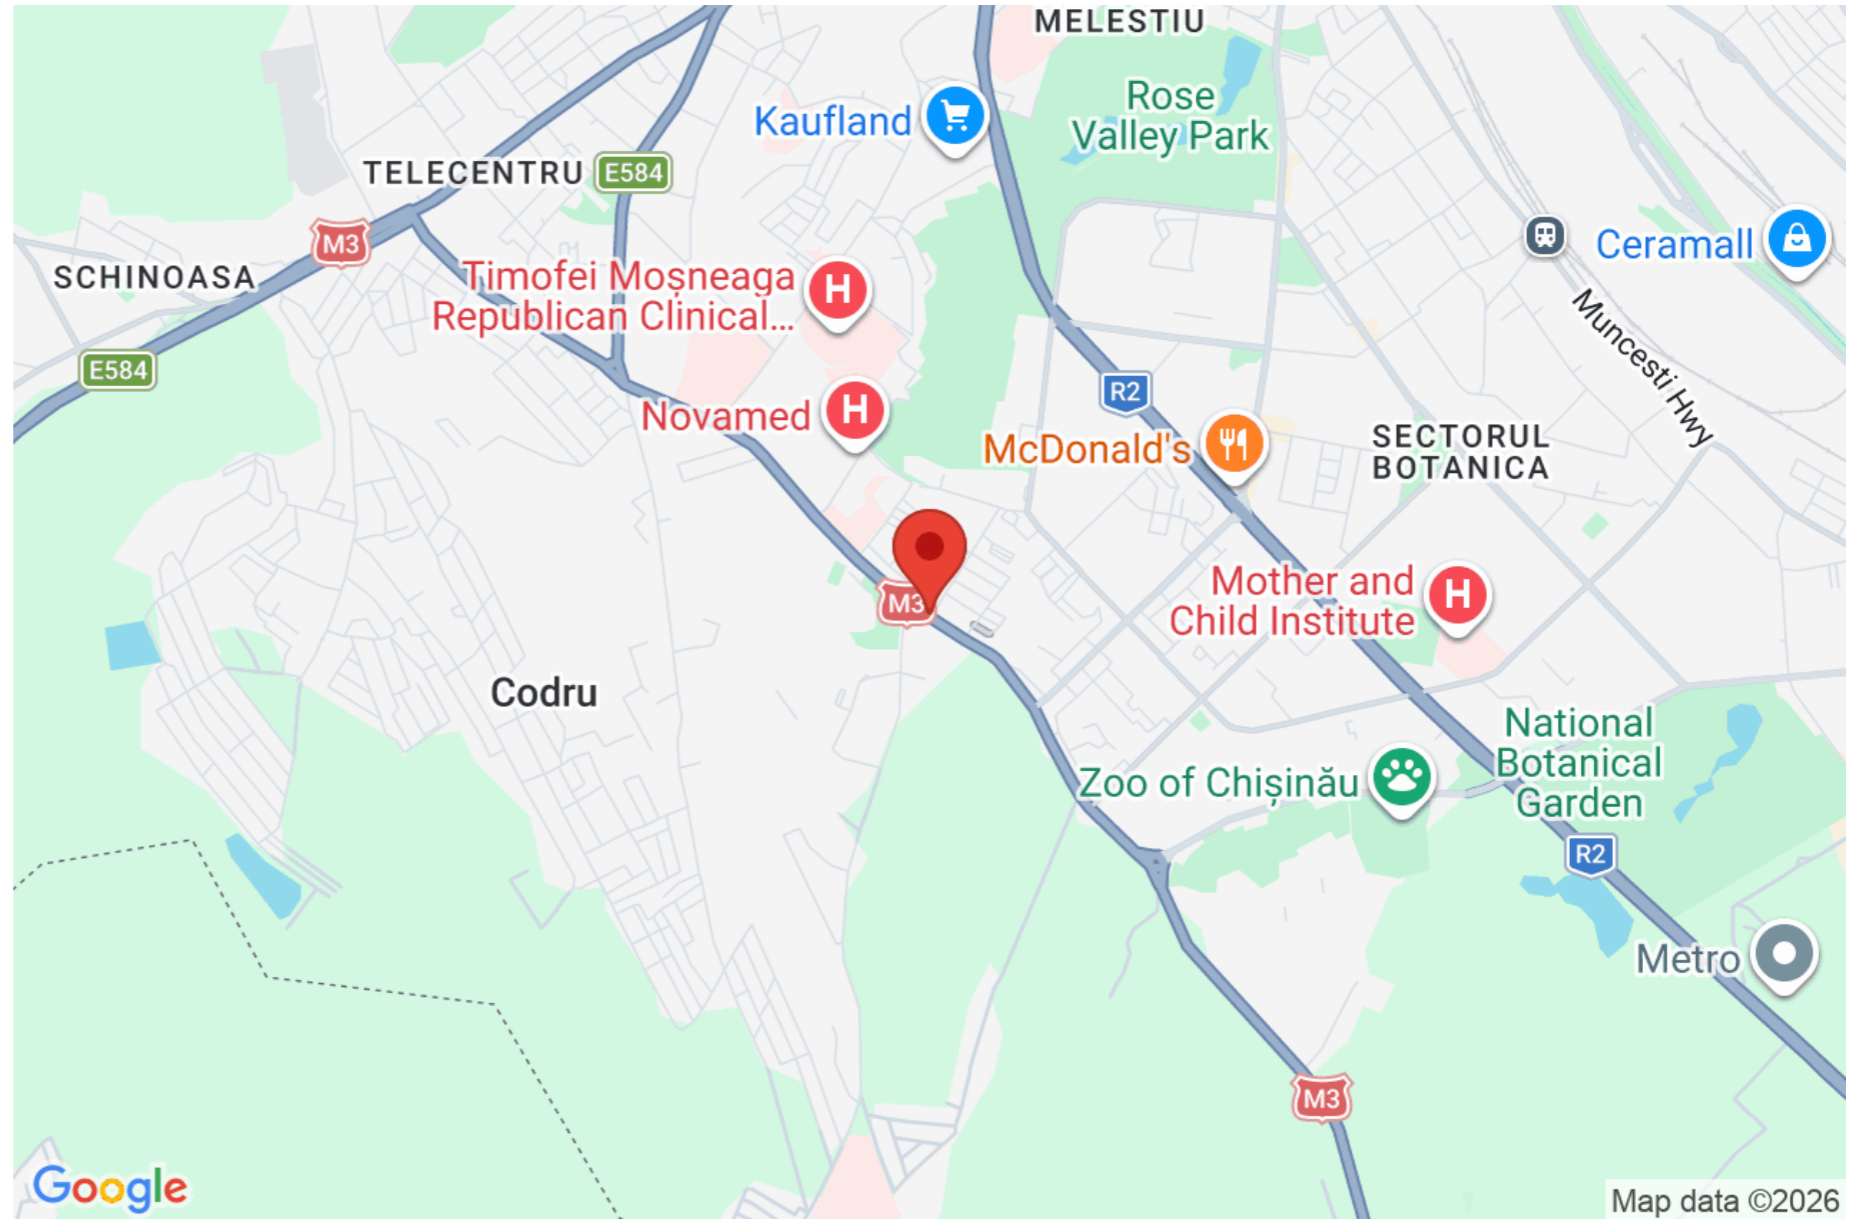 MELESTIU
Rose
Valley Park
Kaufland
TELECENTRU
E584
M3
Ceramall
SCHINOASA
Timofei Moșneaga
Republican Clinical...
Muncesti Hwy
E584
R2
Novamed
McDonald's
SECTORUL
BOTANICA
M3
Mother and
Child Institute
Codru
National
Botanical
Garden
Zoo of Chișinău
R2
Metro
M3
Google
Map data ©2026